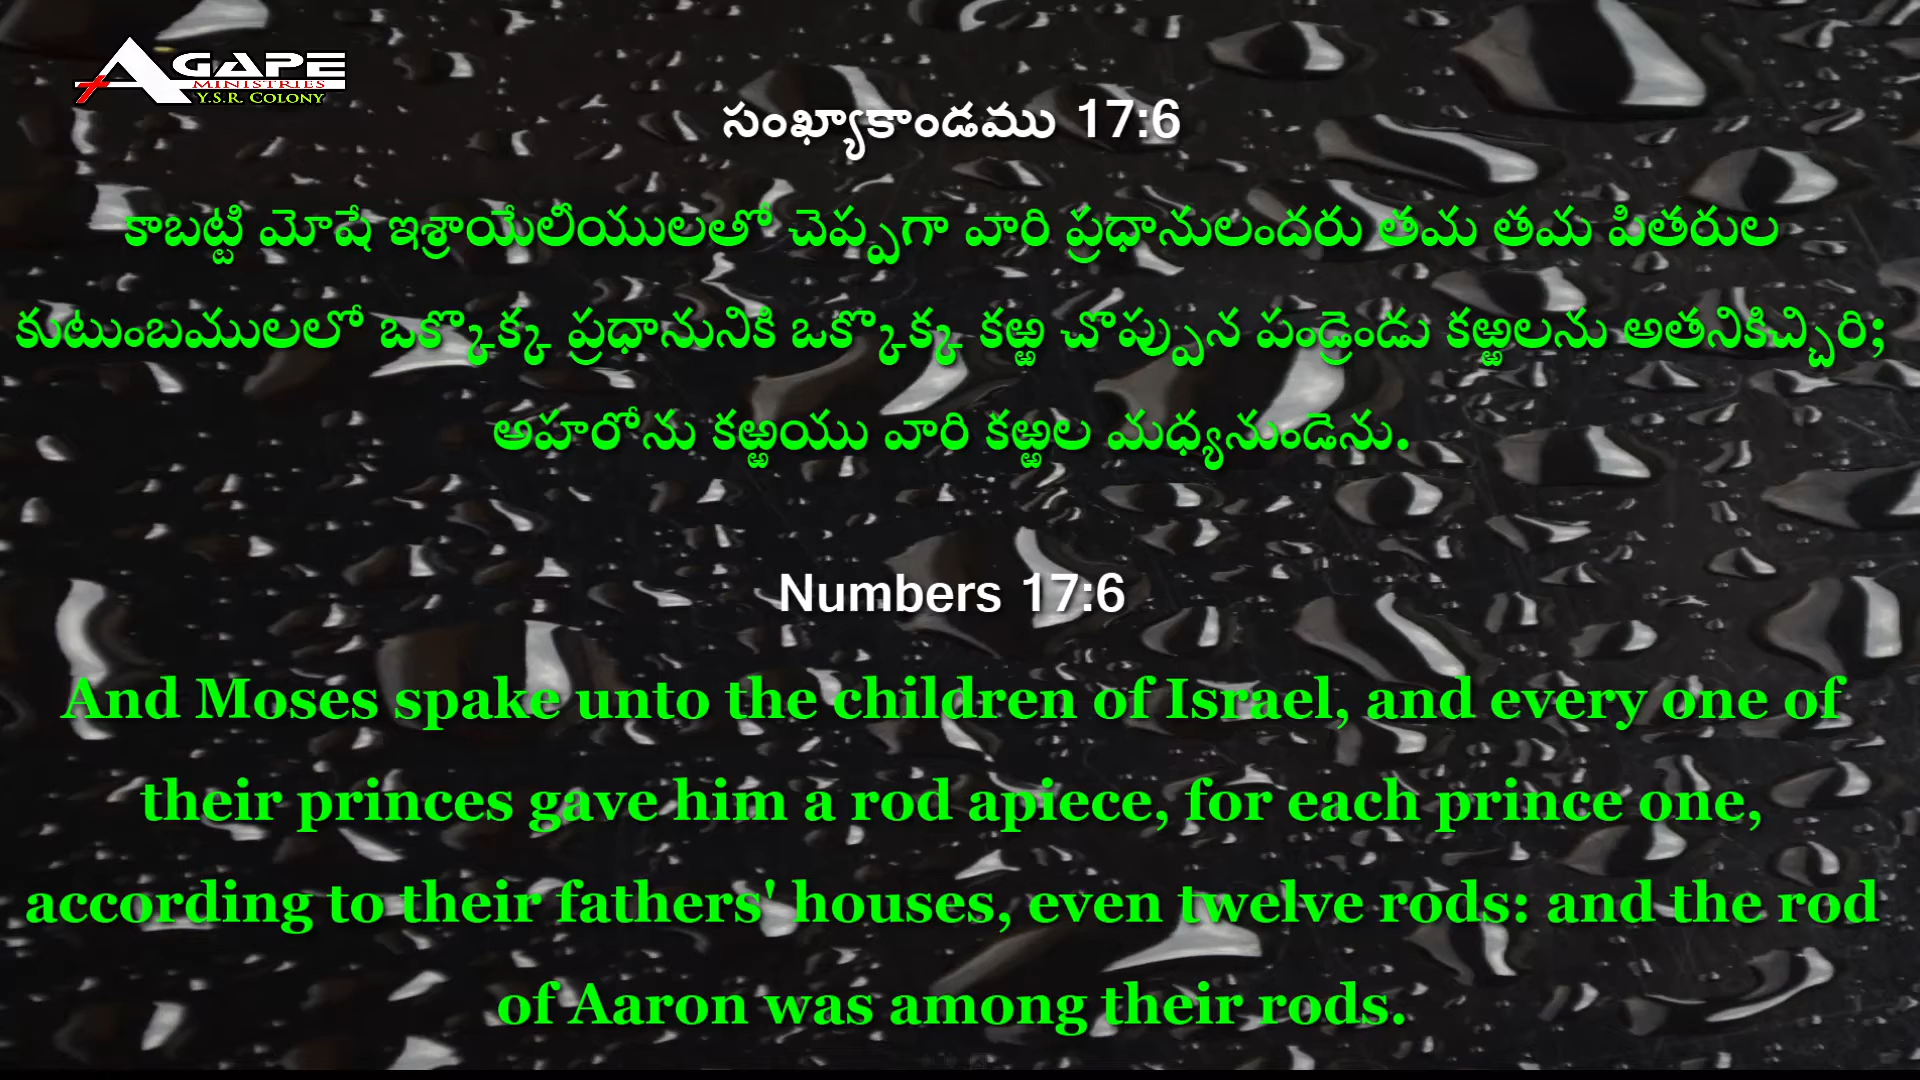 AGAPE
MINISTRIES
Y.S.R. COLONY
సంఖ్యాకాండము 17:6
కాబట్టి మోషే ఇశ్రాయేలీయులతో చెప్పగా వారి ప్రధానులందరు తమ తమ పితరుల
కుటుంబములలో ఒక్కొక్క ప్రధానునికి ఒక్కొక్క కఱ్ఱ చొప్పున పండ్రెండు కఱ్ఱలను అతనికిచ్చిరి;
అహరోను కఱ్ఱయు వారి కఱ్ఱల మధ్యనుండెను.
Numbers 17:6
And Moses spake unto the children of Israel, and every one of
their princes gave him a rod apiece, for each prince one,
according to their fathers' houses, even twelve rods: and the rod
of Aaron was among their rods.